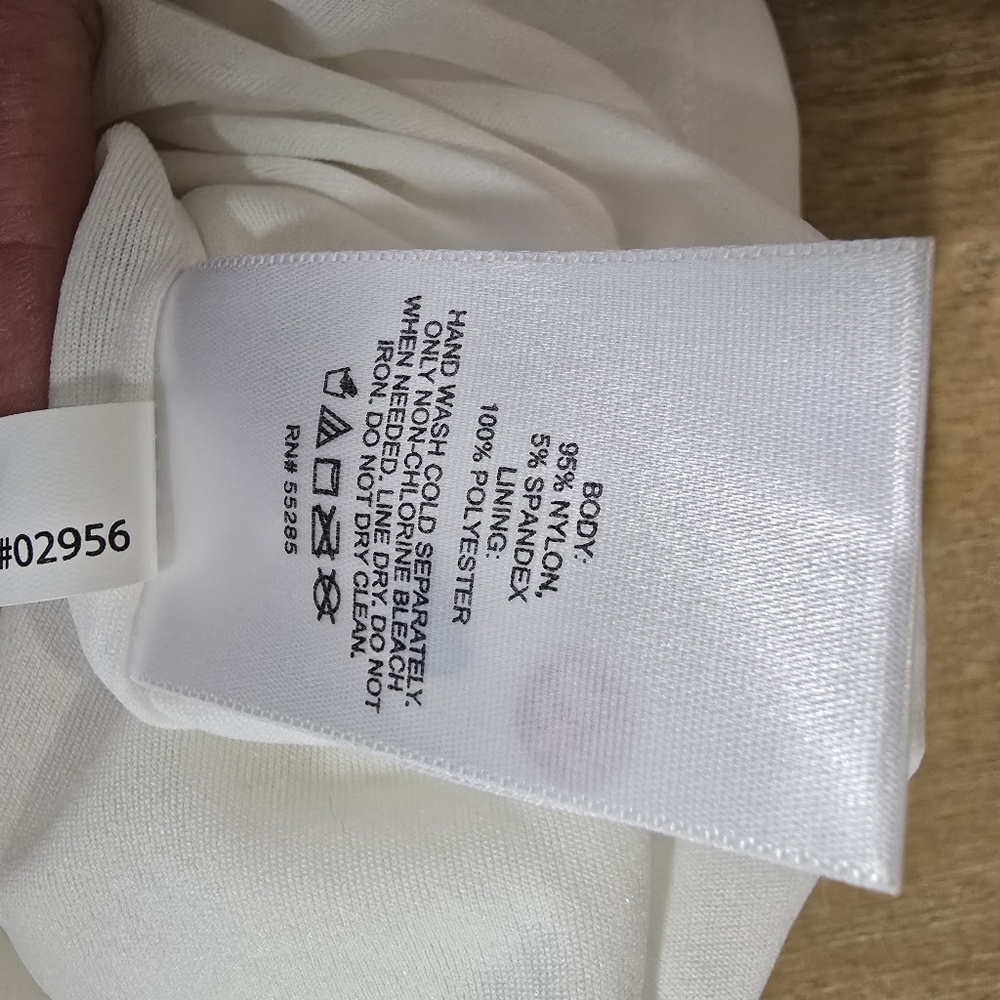 BODY:
95% NYLON,
5% SPANDEX
LINING:
100% POLYESTER
HAND WASH COLD SEPARATELY.
ONLY NON-CHLORINE BLEACH
WHEN NEEDED. LINE DRY. DO NOT
IRON. DO NOT DRY CLEAN.
RN# 55285
#02956